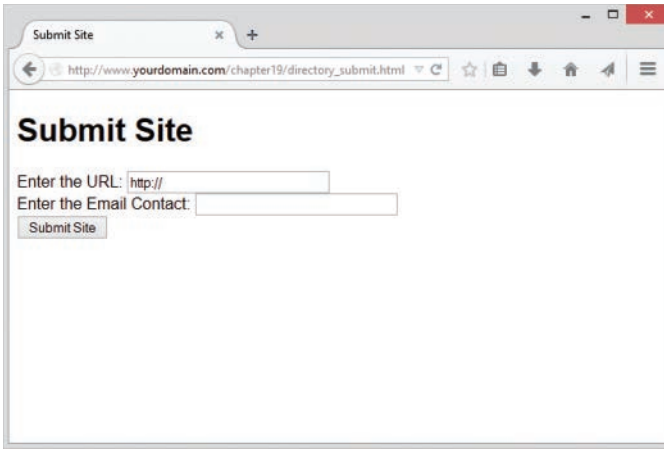 Submit Site
http://www.yourdomain.com/chapter19/directory_submit.html
Submit Site
Enter the URL: http://
Enter the Email Contact:
Submit Site